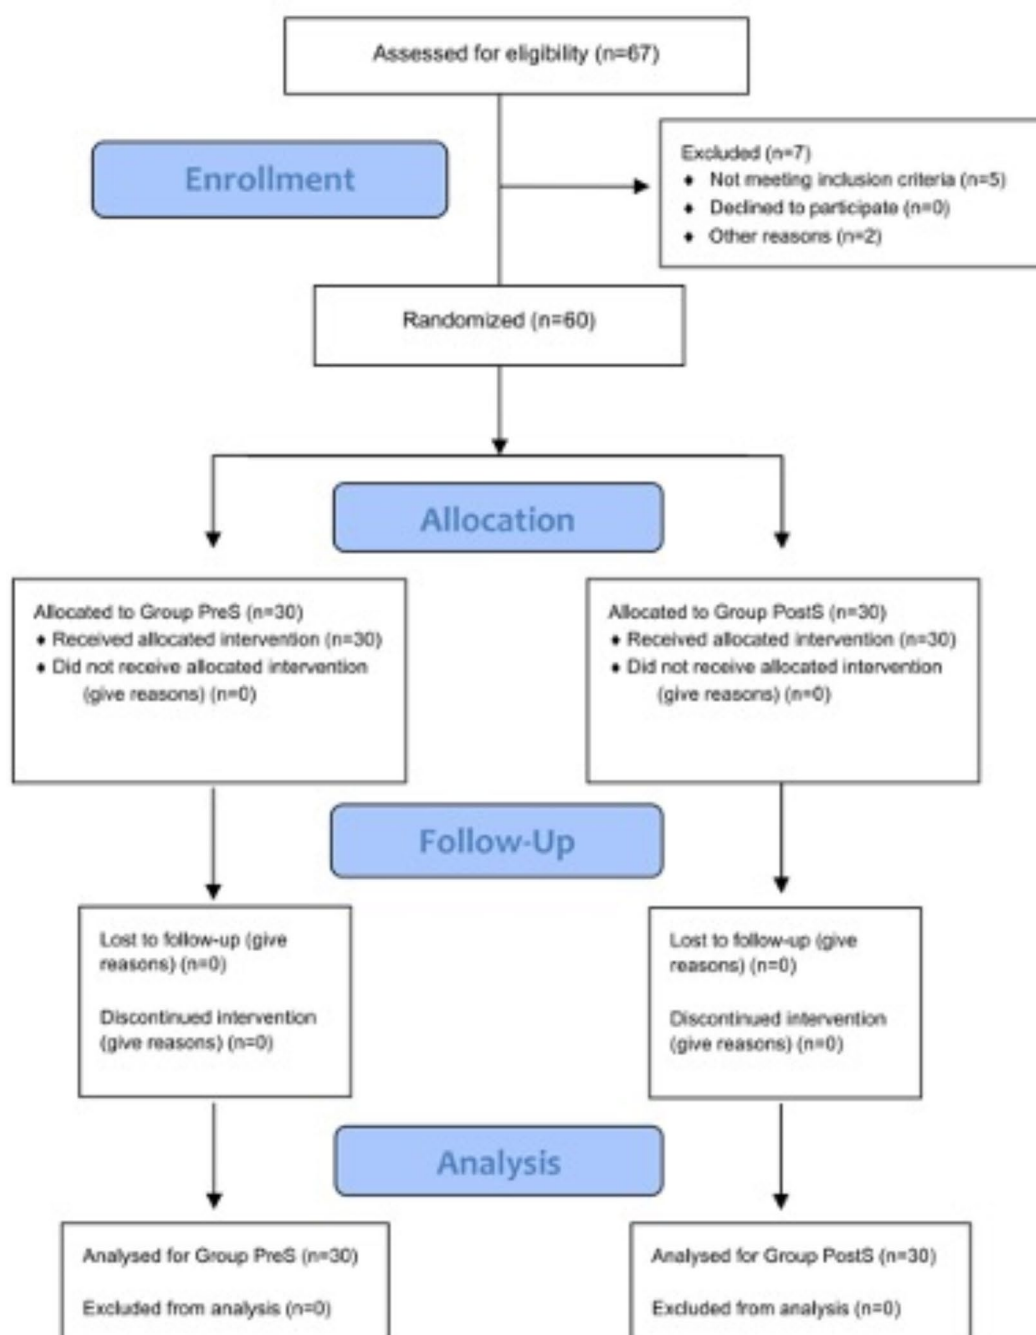 Assessed for eligibility (n=67)
Enrollment
Excluded (n=7)
♦ Not meeting inclusion criteria (n=5)
♦ Declined to participate (n=0)
♦ Other reasons (n=2)
Randomized (n=60)
Allocation
Allocated to Group PreS (n=30)
♦ Received allocated intervention (n=30)
♦ Did not receive allocated intervention
(give reasons) (n=0)
Allocated to Group PostS (n=30)
♦ Received allocated intervention (n=30)
♦ Did not receive allocated intervention
(give reasons) (n=0)
Follow-Up
Lost to follow-up (give
reasons) (n=0)
Discontinued intervention
(give reasons) (n=0)
Lost to follow-up (give
reasons) (n=0)
Discontinued intervention
(give reasons) (n=0)
Analysis
Analysed for Group PreS (n=30)
Excluded from analysis (n=0)
Analysed for Group PostS (n=30)
Excluded from analysis (n=0)